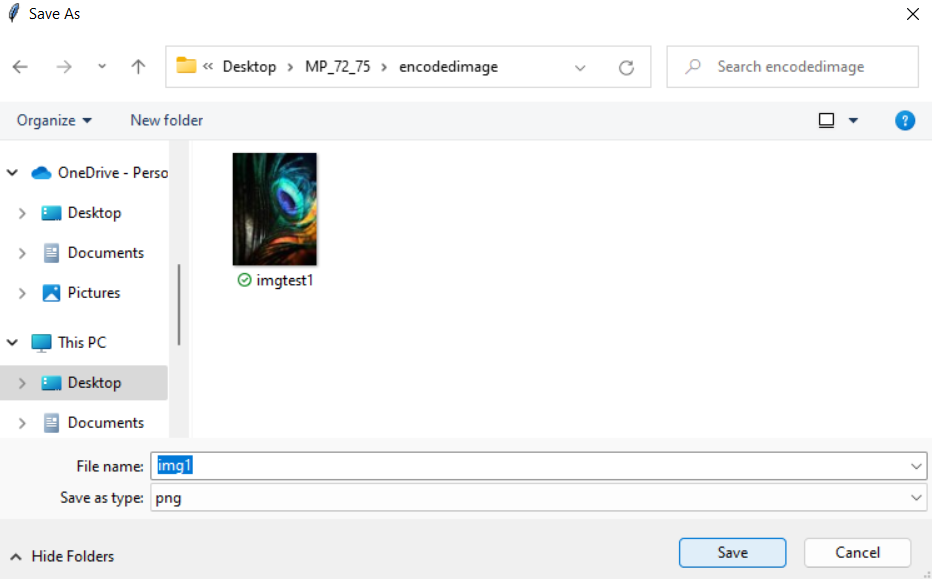 Save As
« Desktop > MP_72_75 > encodedimage
Search encodedimage
Organize
New folder
?
OneDrive - Perso
Desktop
Documents
Pictures
This PC
Desktop
Documents
imgtest1
File name: img1
Save as type: png
Hide Folders
Save
Cancel